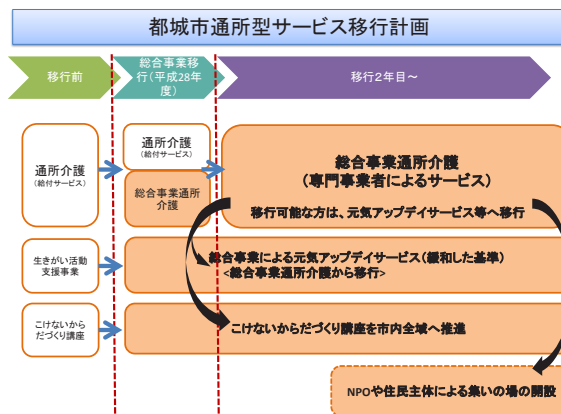 都城市通所型サービス移行計画
移行前
総合事業移
行(平成28年
度)
移行2年目～
通所介護
(給付サービス)
通所介護
(給付サービス)
総合事業通所
介護
総合事業通所介護
(専門事業者によるサービス)
移行可能な方は、元気アップデイサービス等へ移行
生きがい活動
支援事業
総合事業による元気アップデイサービス(緩和した基準)
<総合事業通所介護から移行>
こけないから
だづくり講座
こけないからだづくり講座を市内全域へ推進
NPOや住民主体による集いの場の開設